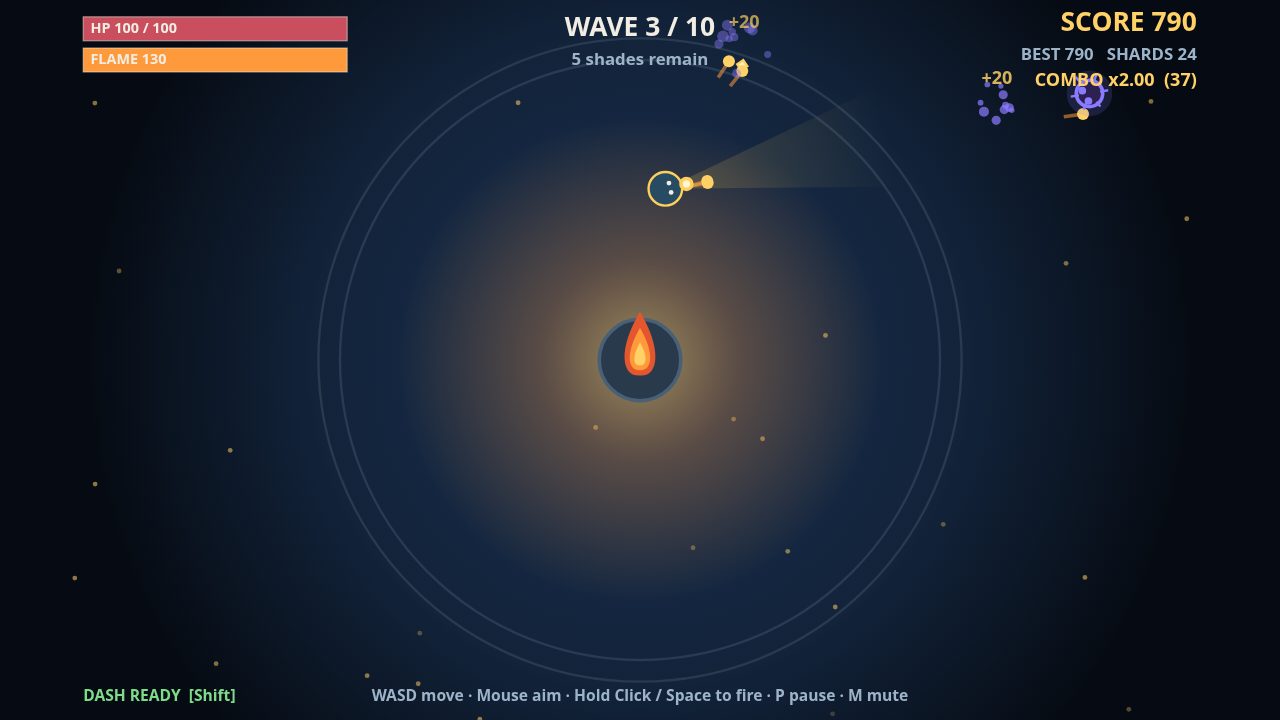 HP 100 / 100
FLAME 130
WAVE 3 / 10
+20
5 shades remain
SCORE 790
BEST 790 SHARDS 24
+20
COMBO x2.00 (37)
DASH READY [Shift]
WASD move · Mouse aim · Hold Click / Space to fire · P pause · M mute